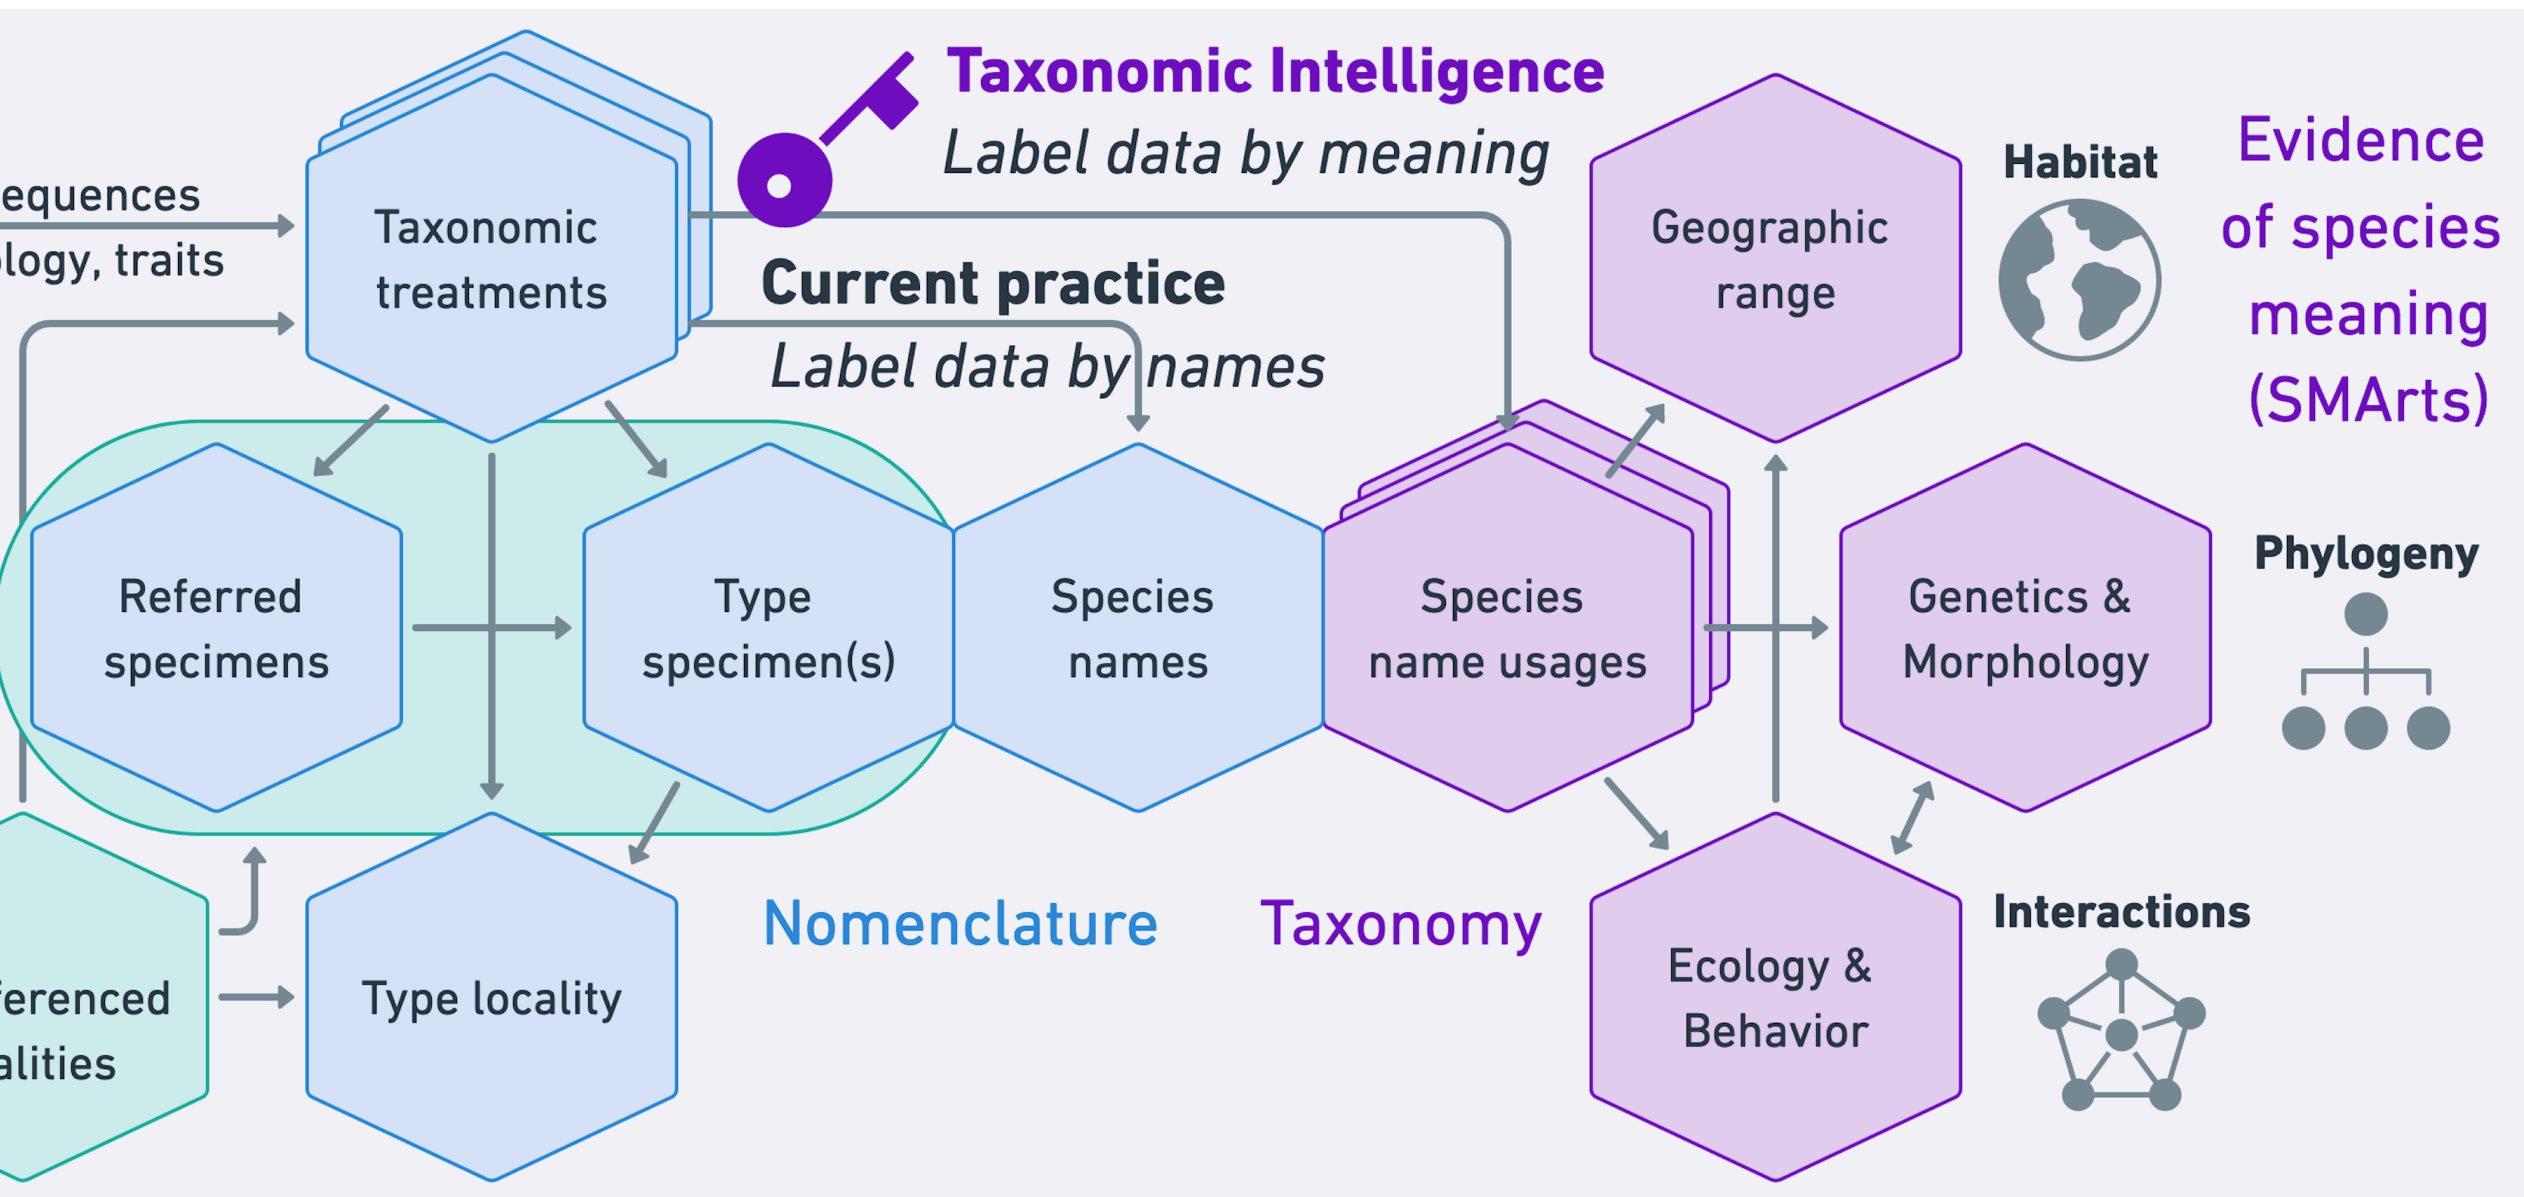 Taxonomic Intelligence
Label data by meaning
equences
logy, traits
Taxonomic
treatments
Current practice
Label data by names
Geographic
range
Habitat
Evidence
of species
meaning
(SMArts)
Referred
specimens
Type
specimen(s)
Species
names
Species
name usages
Genetics &
Morphology
Phylogeny
ferenced
alities
Type locality
Nomenclature
Taxonomy
Ecology &
Behavior
Interactions